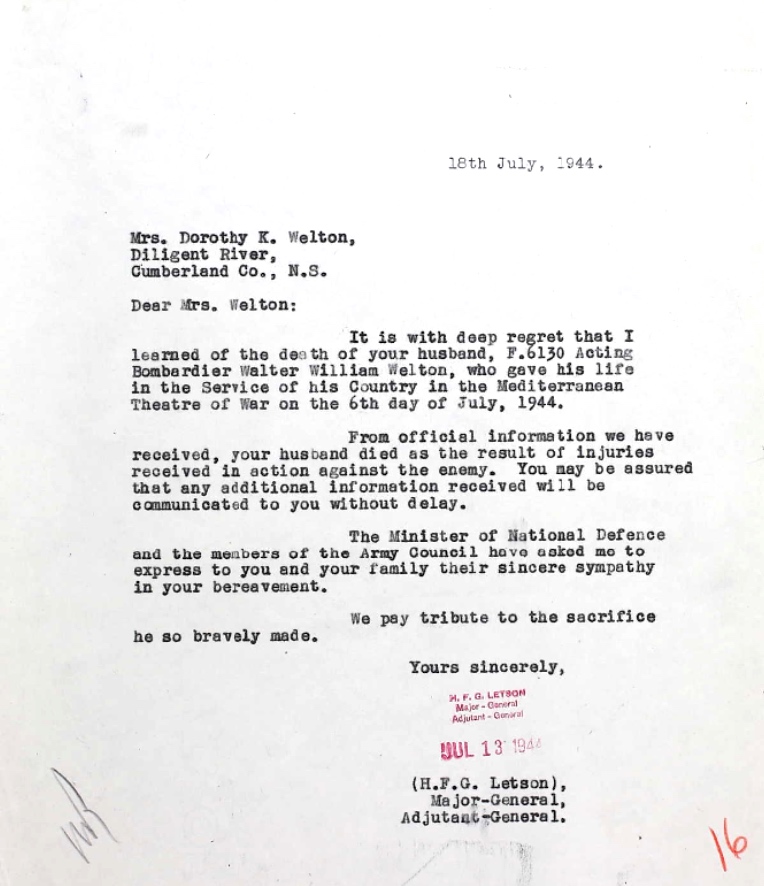 18th July, 1944.
Mrs. Dorothy K. Welton,
Diligent River,
Cumberland Co., N.S.
Dear Mrs. Welton:
It is with deep regret that I
learned of the death of your husband, F.6130 Acting
Bombardier Walter William Welton, who gave his life
in the Service of his Country in the Mediterranean
Theatre of War on the 6th day of July, 1944.
From official information we have
received, your husband died as the result of injuries
received in action against the enemy. You may be assured
that any additional information received will be
communicated to you without delay.
The Minister of National Defence
and the members of the Army Council have asked me to
express to you and your family their sincere sympathy
in your bereavement.
We pay tribute to the sacrifice
he so bravely made.
Yours sincerely,
H. F. G. LETSON
Major - General
Adjutant - General
JUL 13 1944
(H.F.G. Letson),
Major-General,
Adjutant-General.
16